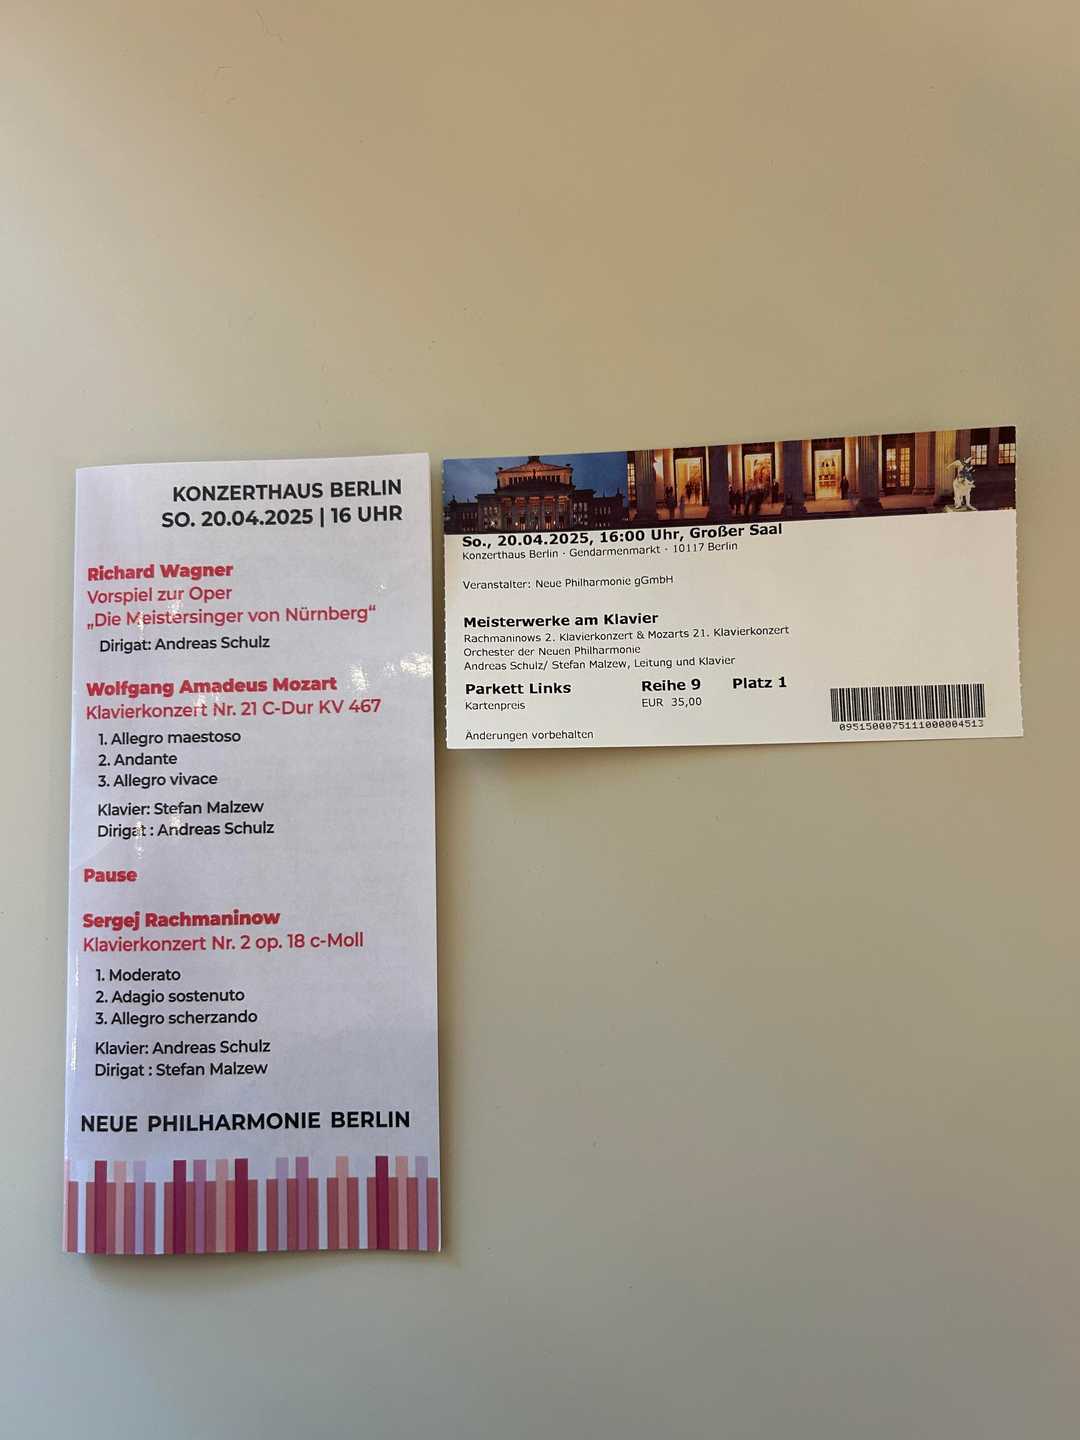 KONZERTHAUS BERLIN
SO. 20.04.2025 | 16 UHR
Richard Wagner
Vorspiel zur Oper
„Die Meistersinger von Nürnberg“
Dirigat: Andreas Schulz
Wolfgang Amadeus Mozart
Klavierkonzert Nr. 21 C-Dur KV 467
1. Allegro maestoso
2. Andante
3. Allegro vivace
Klavier: Stefan Malzew
Dirigat : Andreas Schulz
Pause
Sergej Rachmaninow
Klavierkonzert Nr. 2 op. 18 c-Moll
1. Moderato
2. Adagio sostenuto
3. Allegro scherzando
Klavier: Andreas Schulz
Dirigat : Stefan Malzew
NEUE PHILHARMONIE BERLIN
So., 20.04.2025, 16:00 Uhr, Großer Saal
Konzerthaus Berlin · Gendarmenmarkt · 10117 Berlin
Veranstalter: Neue Philharmonie gGmbH
Meisterwerke am Klavier
Rachmaninows 2. Klavierkonzert & Mozarts 21. Klavierkonzert
Orchester der Neuen Philharmonie
Andreas Schulz/ Stefan Malzew, Leitung und Klavier
Parkett Links Reihe 9 Platz 1
Kartenpreis EUR 35,00
Änderungen vorbehalten
0951500075111000004513